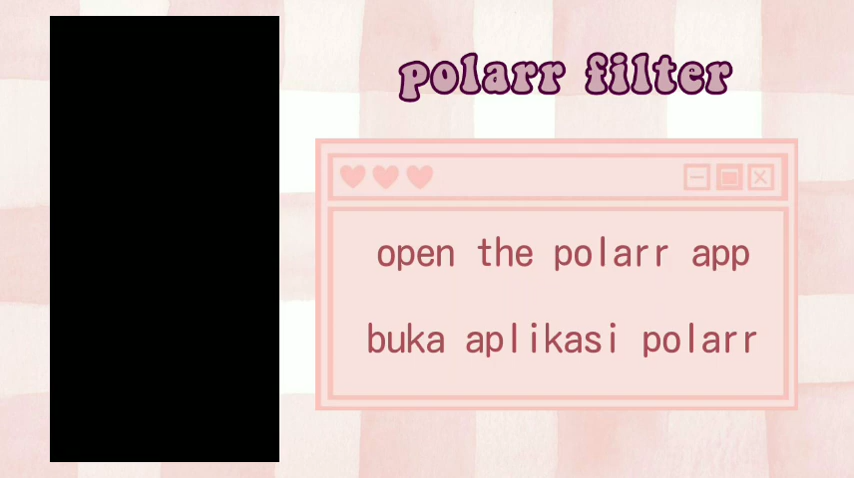 polarr filter
open the polarr app
buka aplikasi polarr